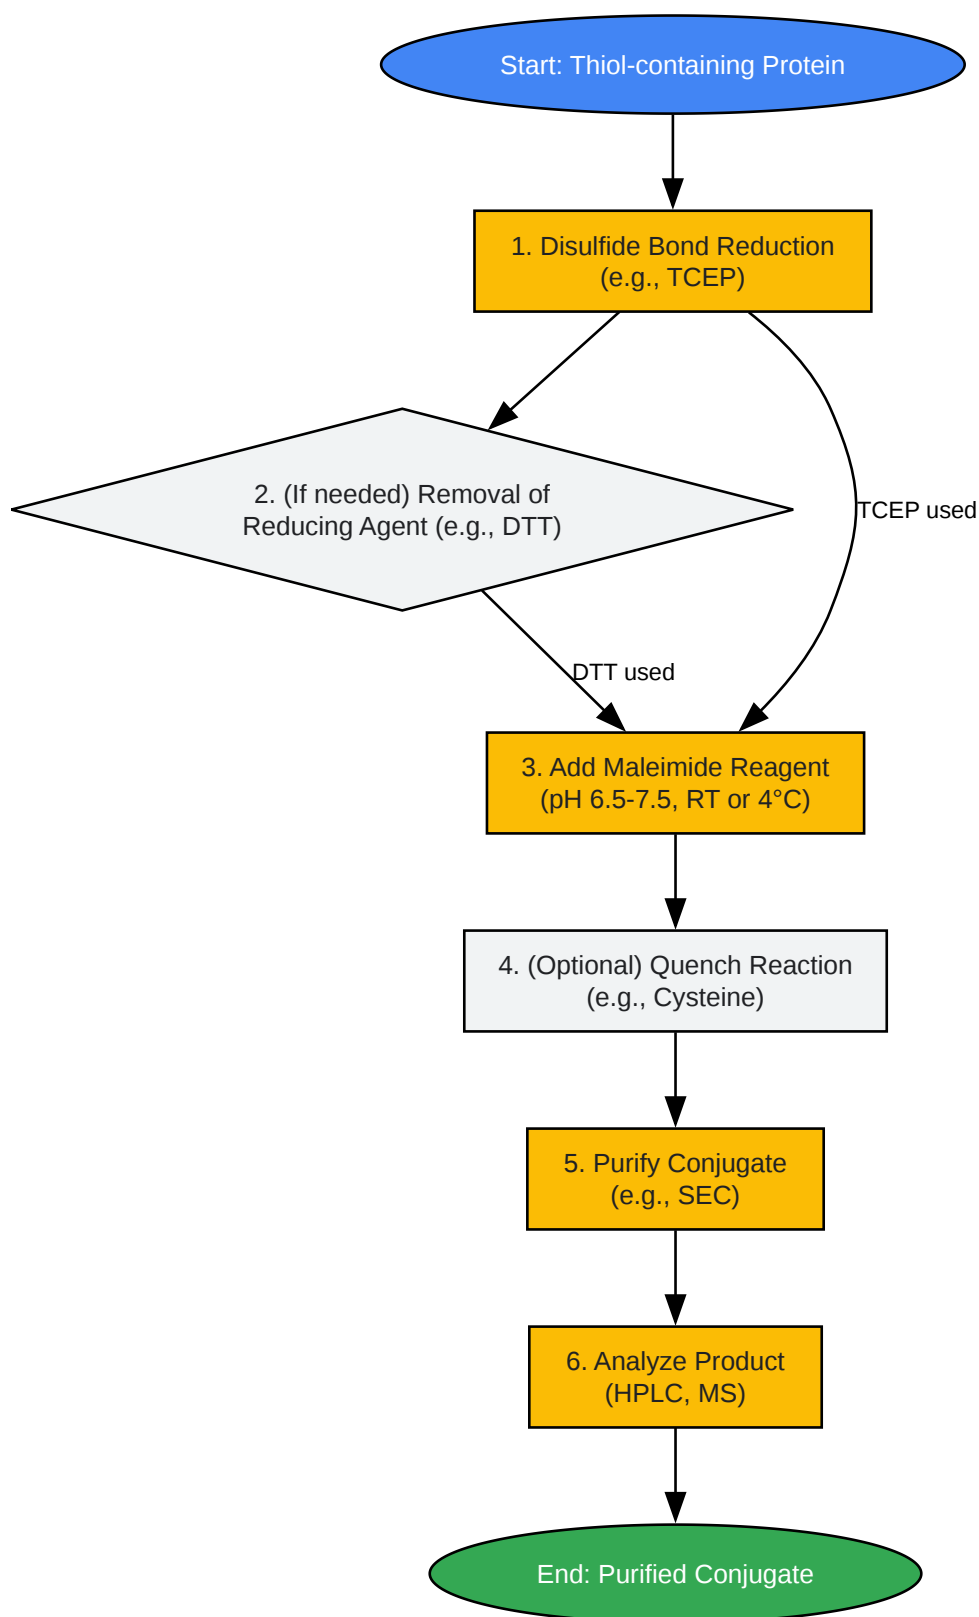 Start: Thiol-containing Protein
1. Disulfide Bond Reduction
(e.g., TCEP)
2. (If needed) Removal of
Reducing Agent (e.g., DTT)
TCEP used
DTT used
3. Add Maleimide Reagent
(pH 6.5-7.5, RT or 4°C)
4. (Optional) Quench Reaction
(e.g., Cysteine)
5. Purify Conjugate
(e.g., SEC)
6. Analyze Product
(HPLC, MS)
End: Purified Conjugate